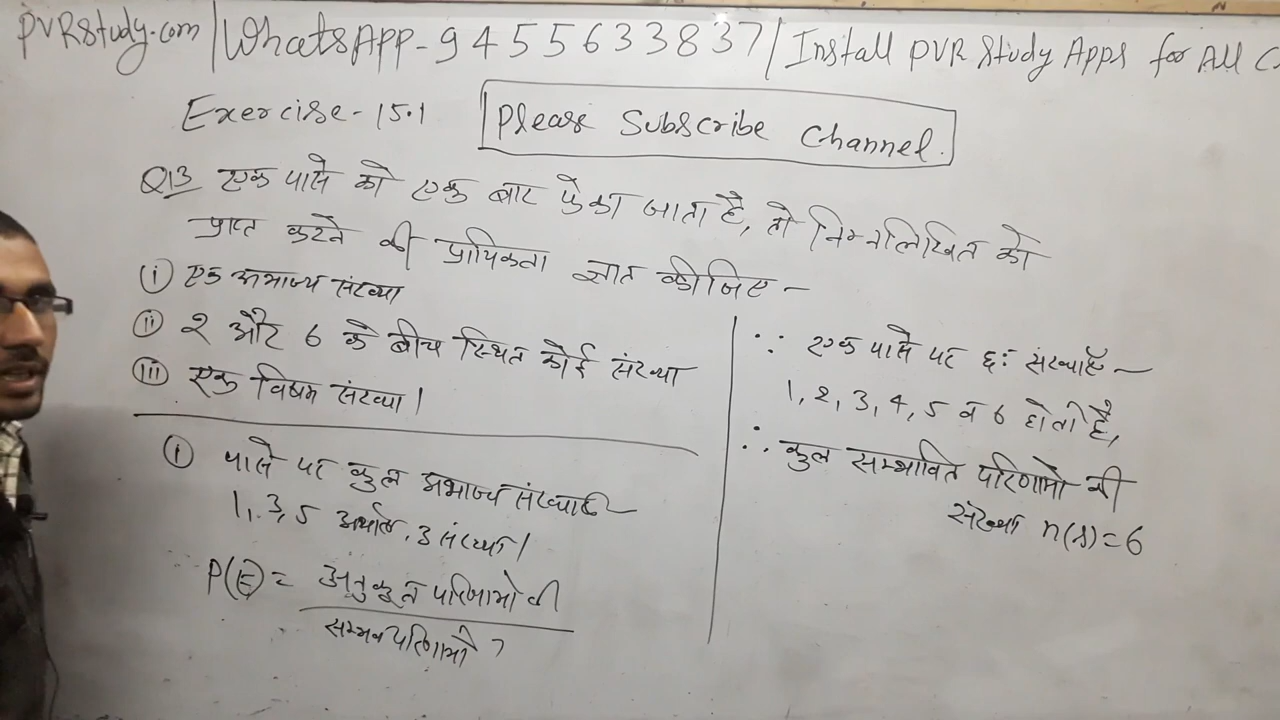 PVRStudy.com | WhatsApp-9455633837 / Install PVR Study Apps for All C
Exercise-15.1
Please Subscribe Channel.
Q13 एक पासे को एक बार फेका जाता है, तो निम्नलिखित को
प्राप्त करने की प्रायिकता ज्ञात कीजिए -
(i) एक अभाज्य संख्या
(ii) 2 और 6 के बीच स्थित कोई संख्या
(iii) एक विषम संख्या।
∵ एक पासे पर छः संख्याएँ -
1, 2, 3, 4, 5 व 6 होती है,
∴ कुल सम्भावित परिणामो की
संख्या n(s)=6
(i) पासे पर कुल अभाज्य संख्याएँ -
1, 3, 5 अर्थात, 3 संख्या।
P(E) = अनुकूल परिणामो की
सम्भव परिणामो